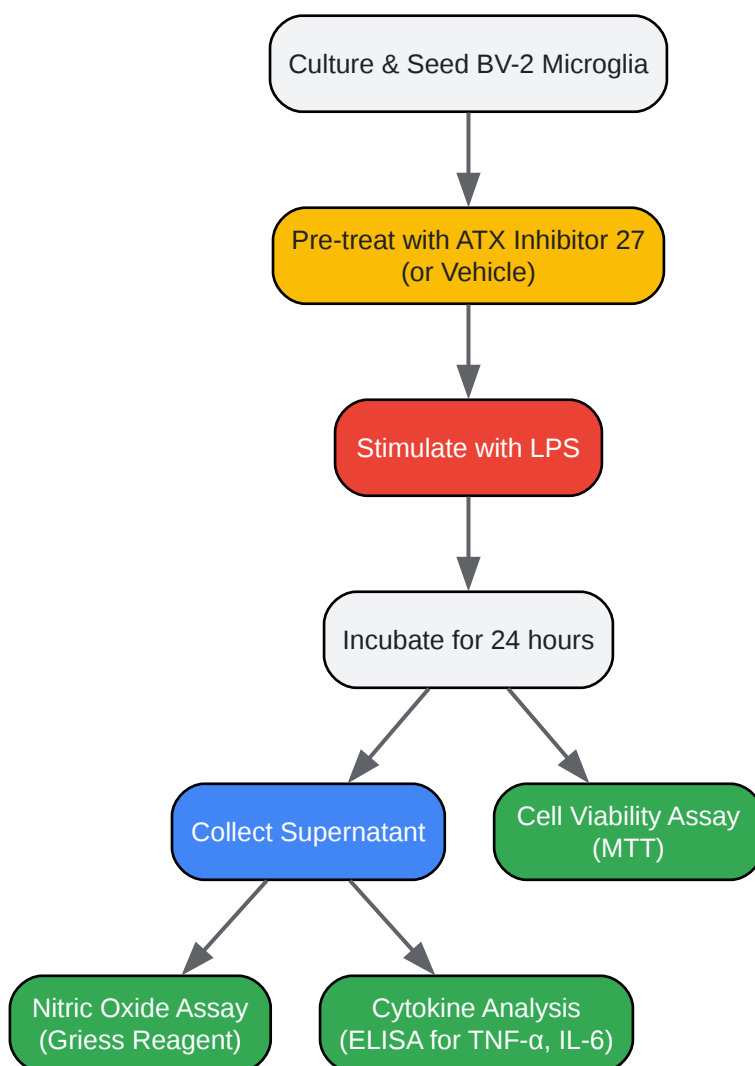 Culture & Seed BV-2 Microglia
Pre-treat with ATX Inhibitor 27
(or Vehicle)
Stimulate with LPS
Incubate for 24 hours
Collect Supernatant
Cell Viability Assay
(MTT)
Nitric Oxide Assay
(Griess Reagent)
Cytokine Analysis
(ELISA for TNF-α, IL-6)